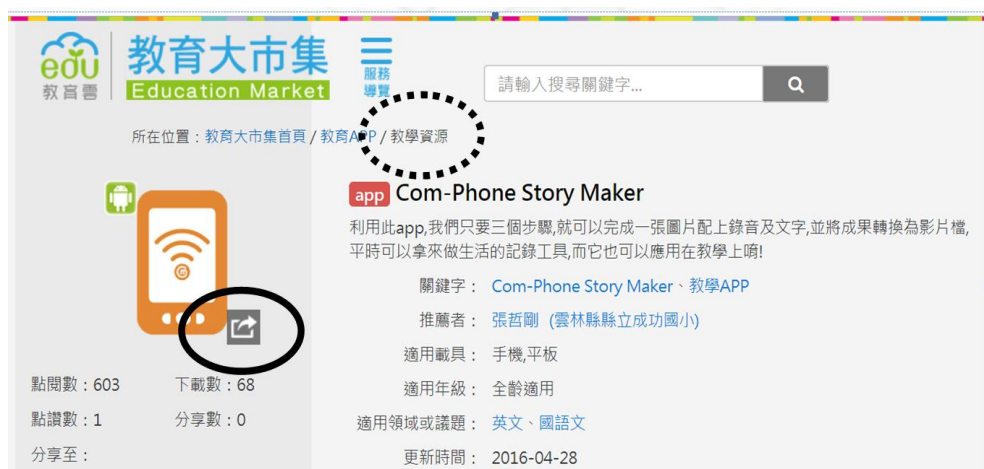 edu 教育大市集
教育雲 Education Market
服務
導覽
請輸入搜尋關鍵字...
所在位置：教育大市集首頁 / 教育APP / 教學資源
app Com-Phone Story Maker
利用此app,我們只要三個步驟,就可以完成一張圖片配上錄音及文字,並將成果轉換為影片檔,
平時可以拿來做生活的記錄工具,而它也可以應用在教學上唷!
關鍵字： Com-Phone Story Maker、教學APP
推薦者： 張哲剛 (雲林縣縣立成功國小)
適用載具： 手機,平板
點閱數：603 下載數：68
適用年級： 全齡適用
點讚數：1 分享數：0
適用領域或議題： 英文、國語文
分享至：
更新時間： 2016-04-28